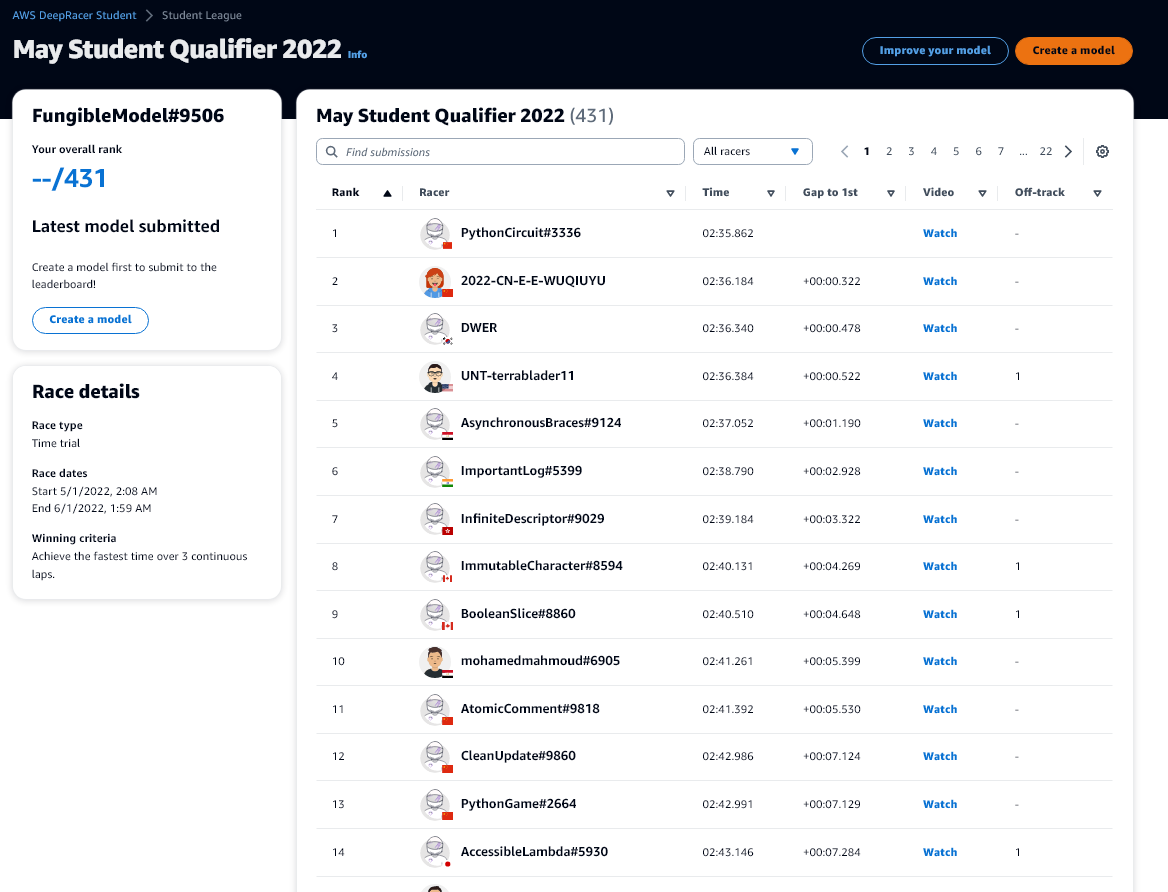 AWS DeepRacer Student > Student League
May Student Qualifier 2022 Info
Improve your model
Create a model
FungibleModel#9506
Your overall rank
--/431
Latest model submitted
Create a model first to submit to the
leaderboard!
Create a model
Race details
Race type
Time trial
Race dates
Start 5/1/2022, 2:08 AM
End 6/1/2022, 1:59 AM
Winning criteria
Achieve the fastest time over 3 continuous
laps.
May Student Qualifier 2022 (431)
Find submissions
All racers
1 2 3 4 5 6 7 ... 22
Rank Racer Time Gap to 1st Video Off-track
1 PythonCircuit#3336 02:35.862 Watch -
2 2022-CN-E-E-WUQIUYU 02:36.184 +00:00.322 Watch -
3 DWER 02:36.340 +00:00.478 Watch -
4 UNT-terrablader11 02:36.384 +00:00.522 Watch 1
5 AsynchronousBraces#9124 02:37.052 +00:01.190 Watch -
6 ImportantLog#5399 02:38.790 +00:02.928 Watch -
7 InfiniteDescriptor#9029 02:39.184 +00:03.322 Watch -
8 ImmutableCharacter#8594 02:40.131 +00:04.269 Watch 1
9 BooleanSlice#8860 02:40.510 +00:04.648 Watch 1
10 mohamedmahmoud#6905 02:41.261 +00:05.399 Watch -
11 AtomicComment#9818 02:41.392 +00:05.530 Watch -
12 CleanUpdate#9860 02:42.986 +00:07.124 Watch -
13 PythonGame#2664 02:42.991 +00:07.129 Watch -
14 AccessibleLambda#5930 02:43.146 +00:07.284 Watch 1